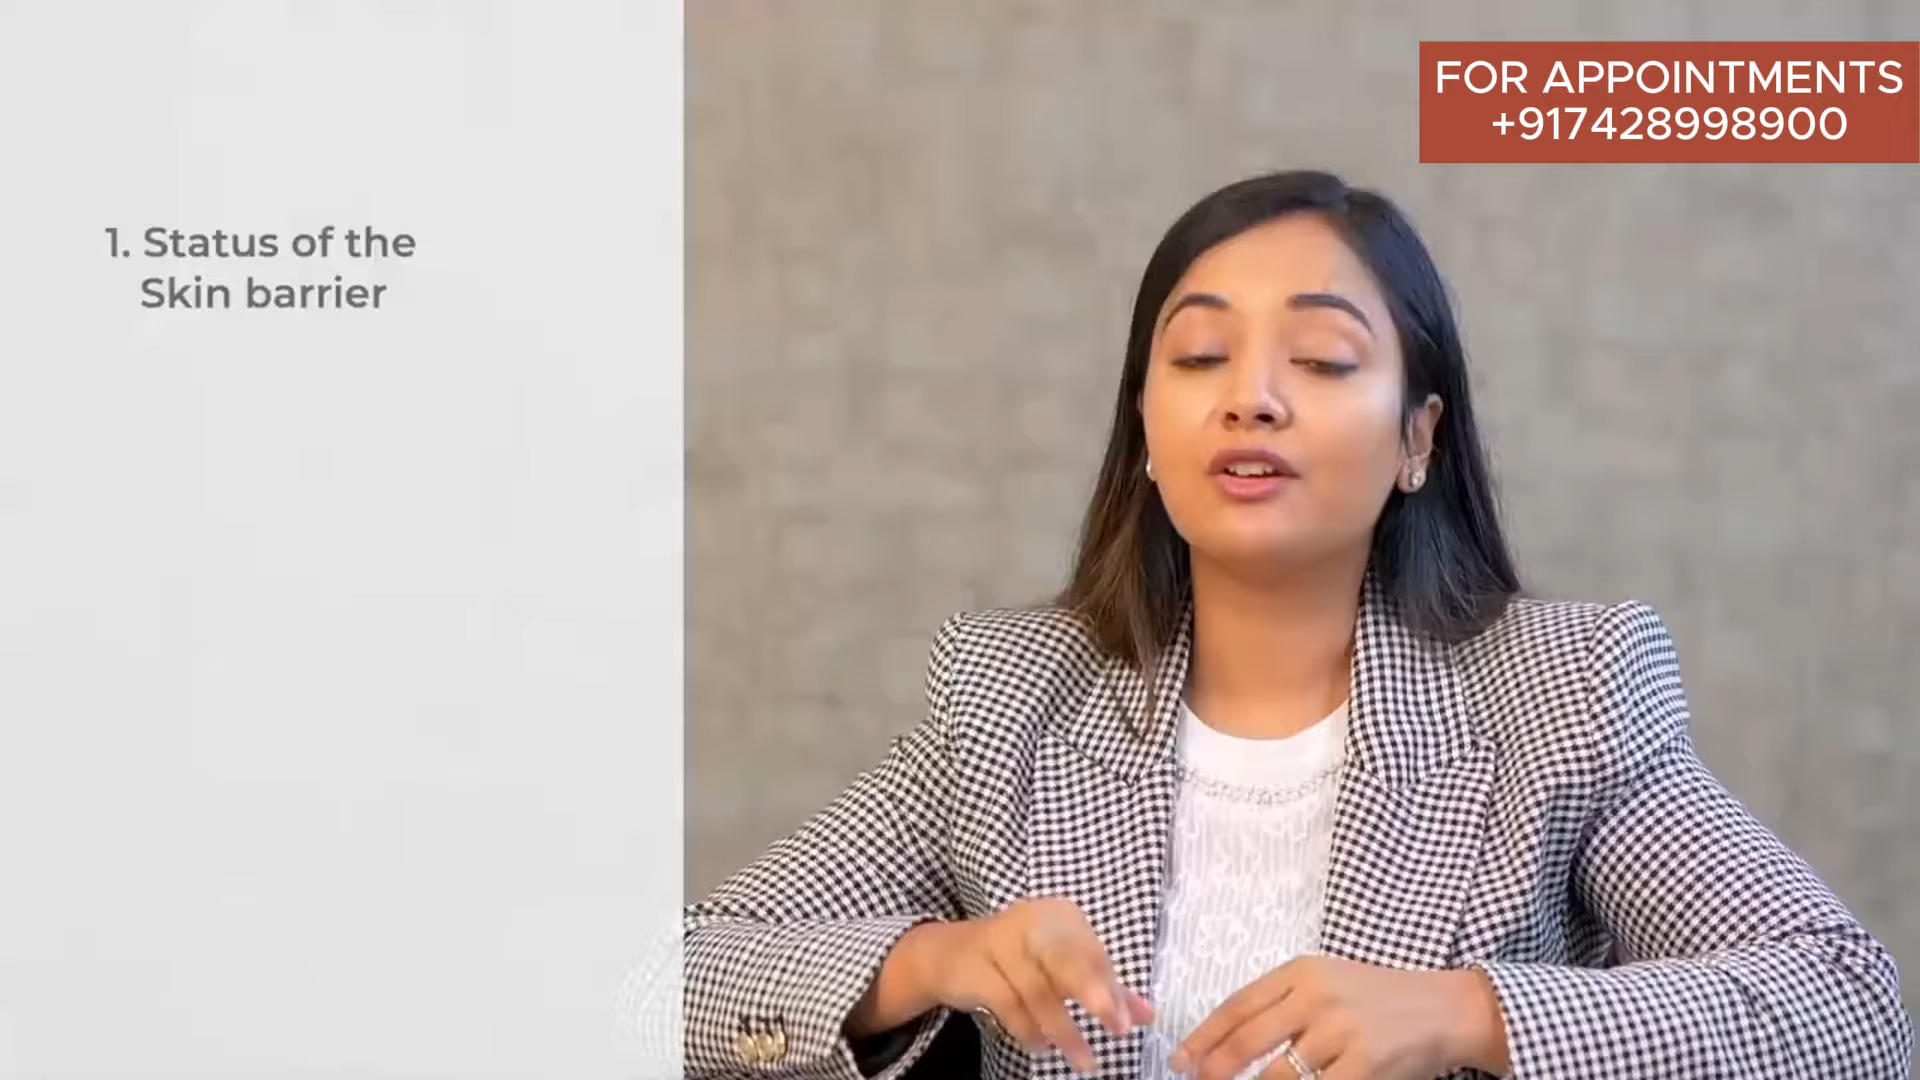 FOR APPOINTMENTS
+917428998900
1. Status of the
Skin barrier